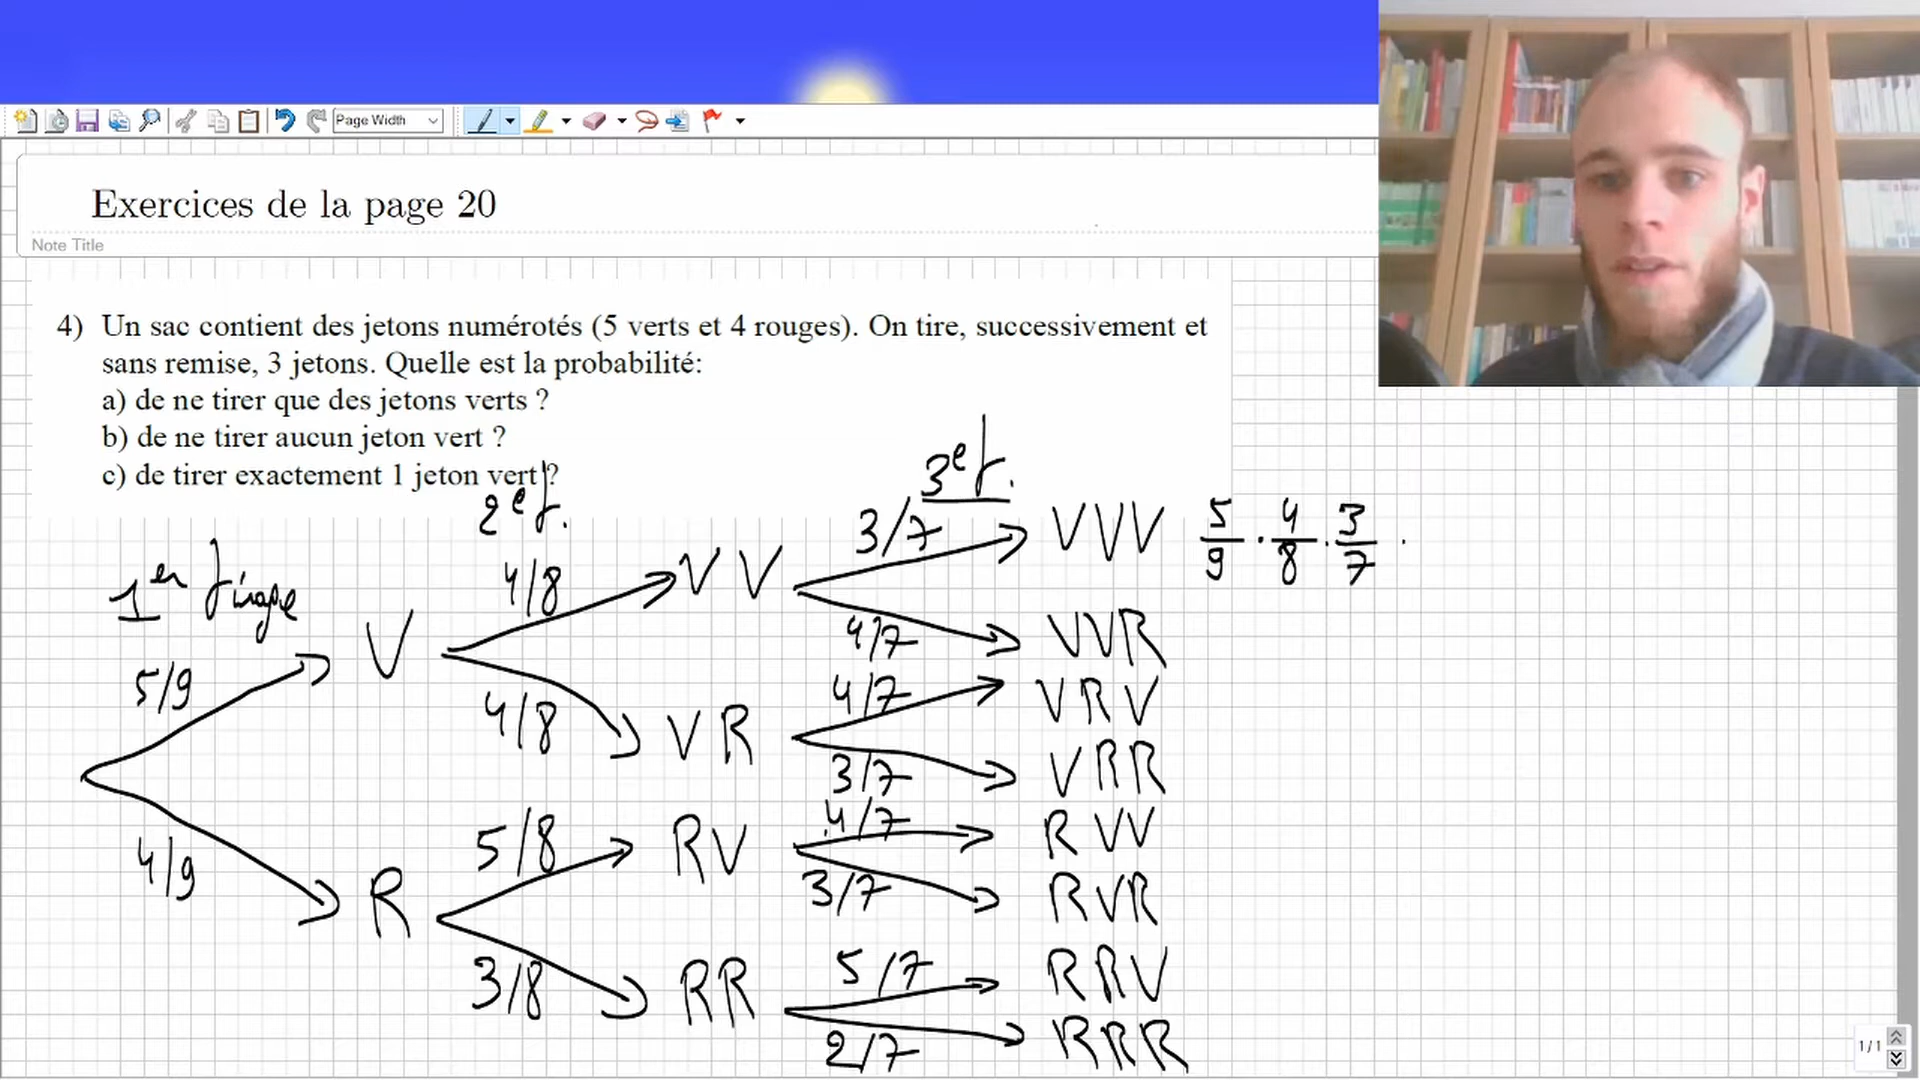 Page Width
Exercices de la page 20
Note Title
4) Un sac contient des jetons numérotés (5 verts et 4 rouges). On tire, successivement et
sans remise, 3 jetons. Quelle est la probabilité:
a) de ne tirer que des jetons verts ?
b) de ne tirer aucun jeton vert ?
c) de tirer exactement 1 jeton vert ?
1er tirage
2e t.
3e t.
5/9 V
4/9 R
4/8 VV
4/8 VR
5/8 RV
3/8 RR
3/7 VVV 5/9 · 4/8 · 3/7 ·
4/7 VVR
4/7 VRV
3/7 VRR
4/7 RVV
3/7 RVR
5/7 RRV
2/7 RRR
1/1